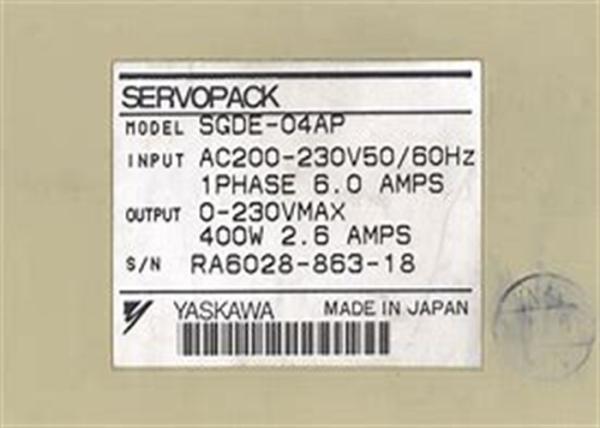 SERVOPACK
MODEL SGDE-04AP
INPUT AC200-230V50/60Hz
1PHASE 6.0 AMPS
OUTPUT 0-230VMAX
400W 2.6 AMPS
S/N RA6028-863-18
YASKAWA MADE IN JAPAN